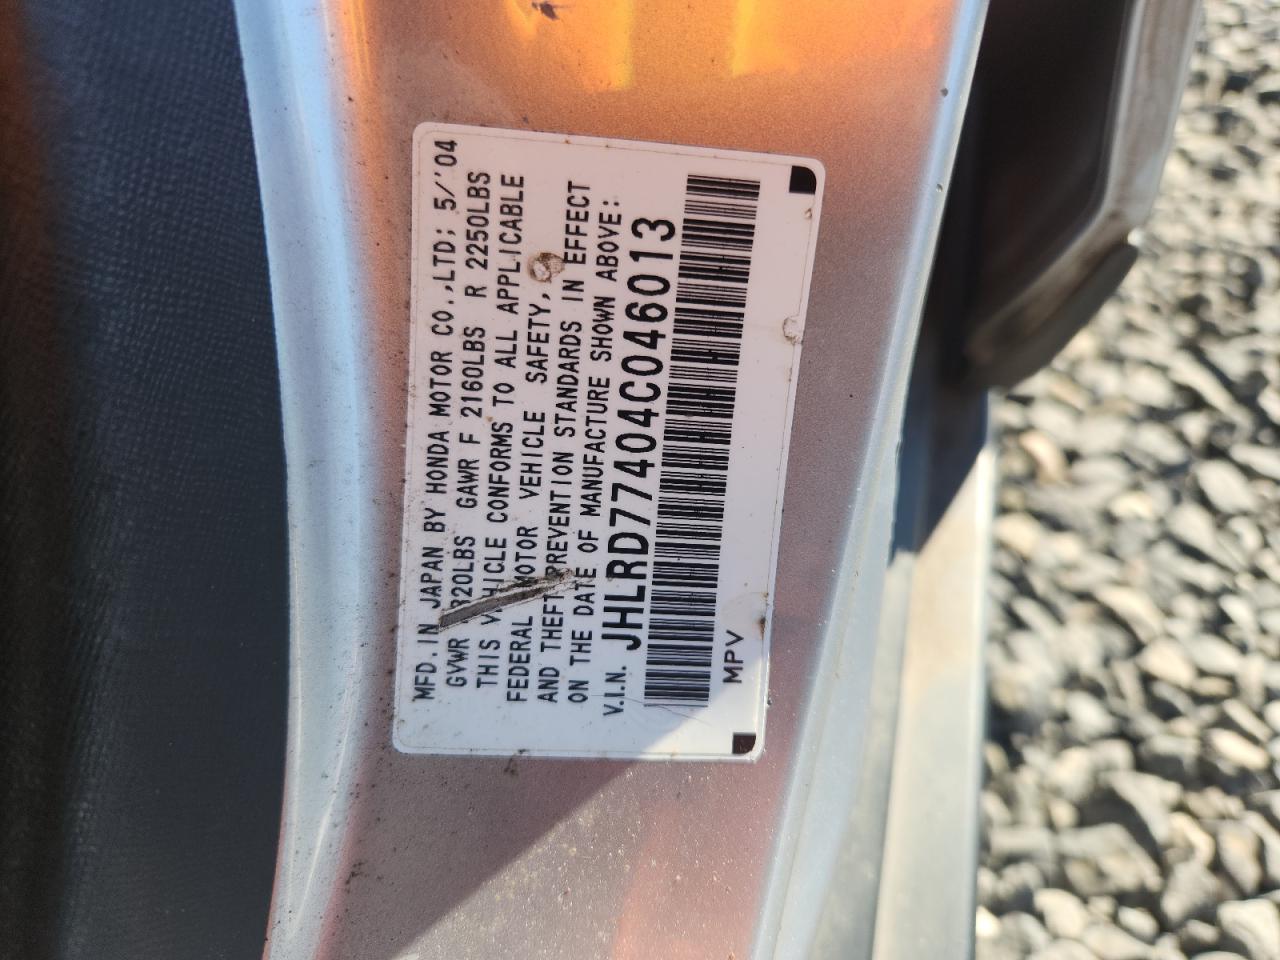 MFD. IN JAPAN BY HONDA MOTOR CO., LTD; 5/'04
GVWR 320LBS GAWR F 2160LBS R 2250LBS
THIS VEHICLE CONFORMS TO ALL APPLICABLE
FEDERAL MOTOR VEHICLE SAFETY,
AND THEFT PREVENTION STANDARDS IN EFFECT
ON THE DATE OF MANUFACTURE SHOWN ABOVE:
V.I.N. JHLRD77404C046013
MPV